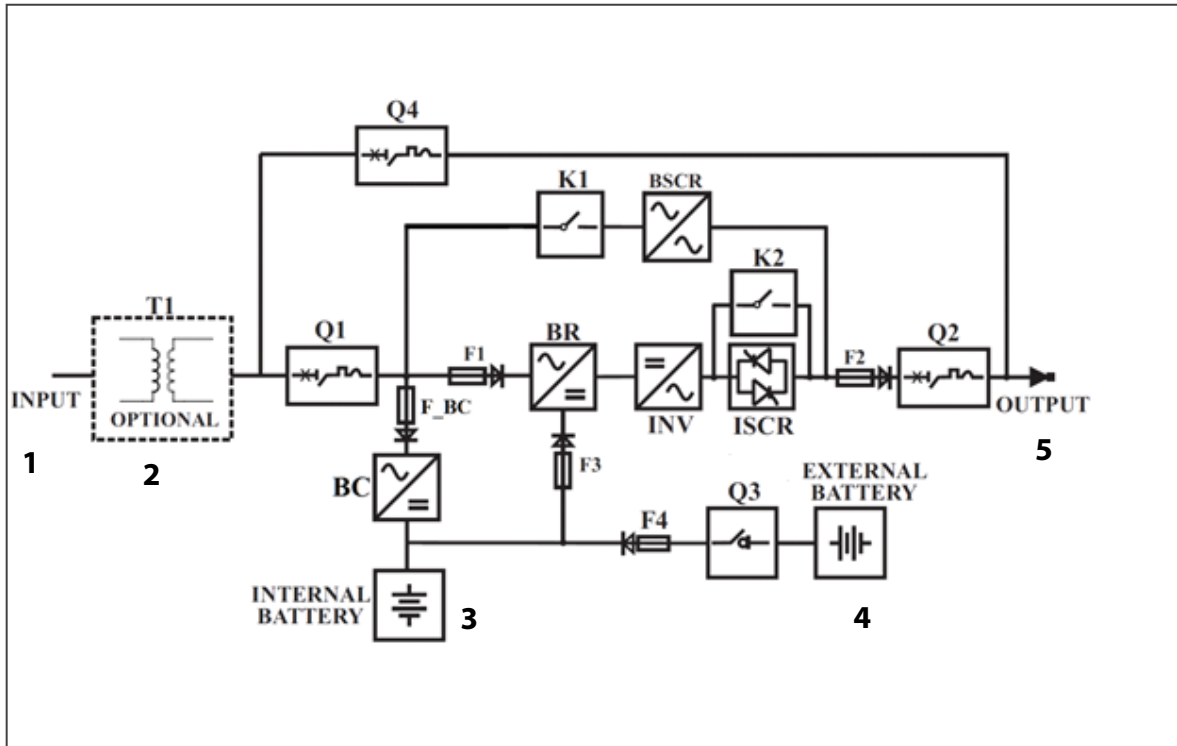 Q4
K1
BSCR
K2
T1
Q1
F1
BR
F2
Q2
INPUT
OPTIONAL
F_BC
INV
ISCR
OUTPUT
1
2
5
BC
F3
F4
Q3
EXTERNAL
BATTERY
INTERNAL
BATTERY
3
4